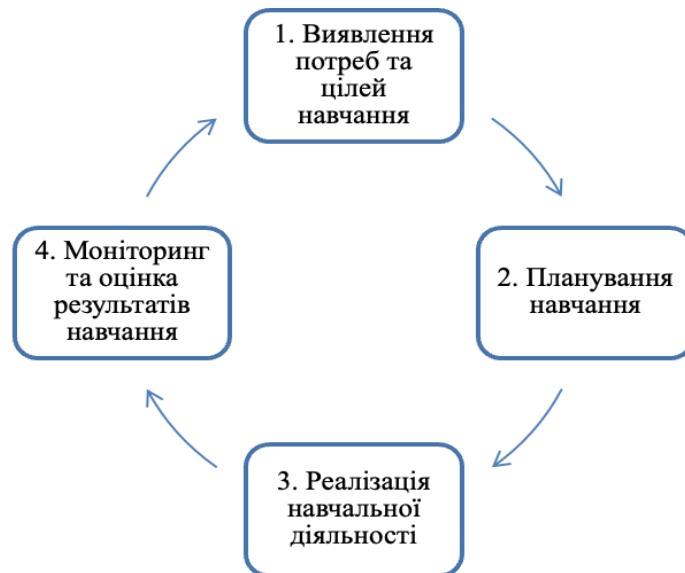 1. Виявлення
потреб та
цілей
навчання
2. Планування
навчання
3. Реалізація
навчальної
діяльності
4. Моніторинг
та оцінка
результатів
навчання